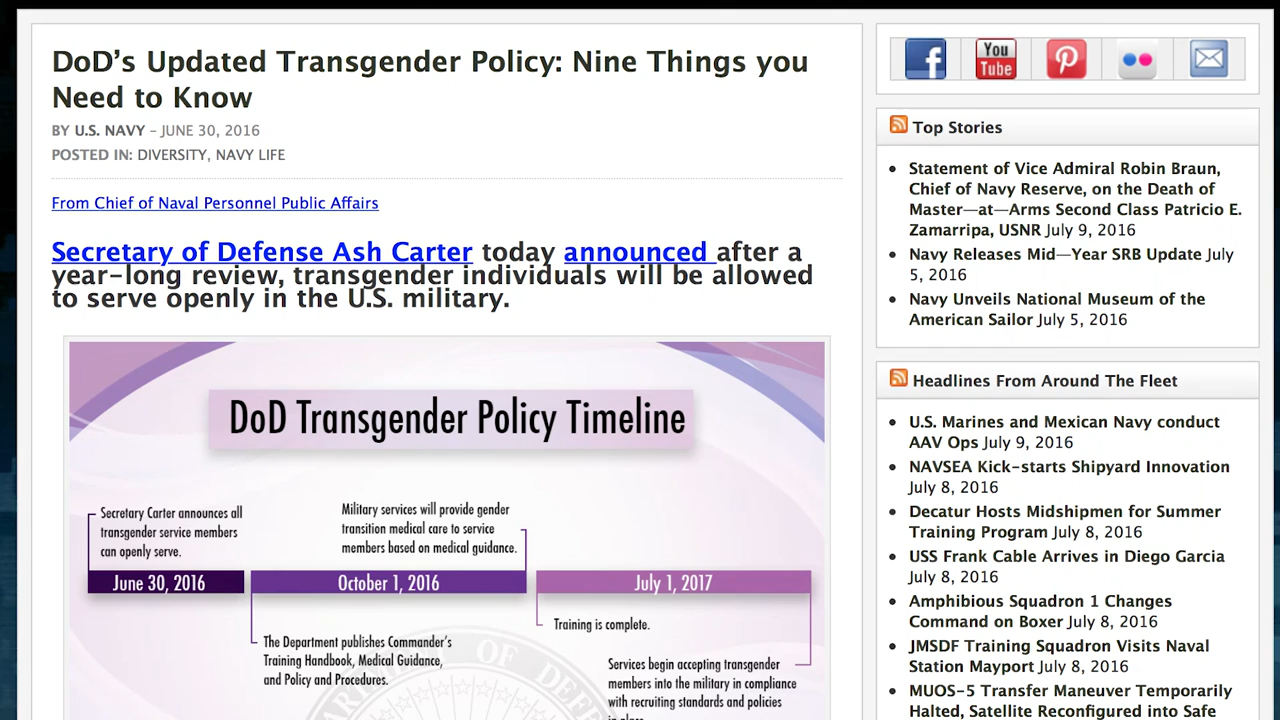 DoD’s Updated Transgender Policy: Nine Things you
Need to Know
BY U.S. NAVY – JUNE 30, 2016
POSTED IN: DIVERSITY, NAVY LIFE
From Chief of Naval Personnel Public Affairs
Secretary of Defense Ash Carter today announced after a
year-long review, transgender individuals will be allowed
to serve openly in the U.S. military.
DoD Transgender Policy Timeline
Secretary Carter announces all
transgender service members
can openly serve.
Military services will provide gender
transition medical care to service
members based on medical guidance.
June 30, 2016
October 1, 2016
July 1, 2017
The Department publishes Commander’s
Training Handbook, Medical Guidance,
and Policy and Procedures.
Training is complete.
Services begin accepting transgender
members into the military in compliance
with recruiting standards and policies
in place.
You
Tube
Top Stories
Statement of Vice Admiral Robin Braun,
Chief of Navy Reserve, on the Death of
Master—at—Arms Second Class Patricio E.
Zamarripa, USNR July 9, 2016
Navy Releases Mid—Year SRB Update July
5, 2016
Navy Unveils National Museum of the
American Sailor July 5, 2016
Headlines From Around The Fleet
U.S. Marines and Mexican Navy conduct
AAV Ops July 9, 2016
NAVSEA Kick-starts Shipyard Innovation
July 8, 2016
Decatur Hosts Midshipmen for Summer
Training Program July 8, 2016
USS Frank Cable Arrives in Diego Garcia
July 8, 2016
Amphibious Squadron 1 Changes
Command on Boxer July 8, 2016
JMSDF Training Squadron Visits Naval
Station Mayport July 8, 2016
MUOS-5 Transfer Maneuver Temporarily
Halted, Satellite Reconfigured into Safe